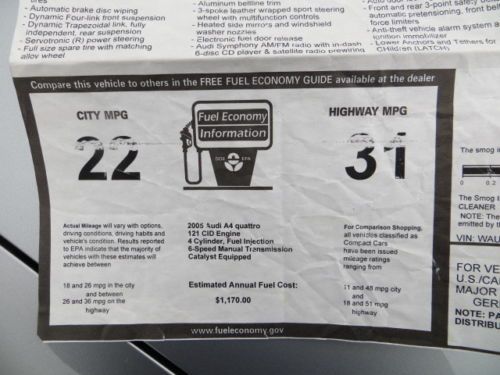 tires
- Automatic brake disc wiping
- Dynamic Four-link front suspension
- Dynamic Trapezoidal link, fully
independent, rear suspension
- Servotronic (R) power steering
- Full size spare tire with matching
alloy wheel
- Aluminum beltline trim
- 3-spoke leather wrapped sport steering
wheel with multifunction controls
- Heated side mirrors and windshield
washer nozzles
- Electronic fuel door release
- Audi Symphony AM/FM radio with in-dash
6-disc CD player & satellite radio prewiring
- Front and rear 3-point safety
automatic pretensioning, front
force limiters
- Anti-theft vehicle alarm system
ignition immobilizer
- Lower Anchors and Tethers for
CHildren (LATCH)
Compare this vehicle to others in the FREE FUEL ECONOMY GUIDE available at the dealer
CITY MPG
22
Fuel Economy
Information
DOE EPA
HIGHWAY MPG
31
Actual Mileage will vary with options,
driving conditions, driving habits and
vehicle's condition. Results reported
to EPA indicate that the majority of
vehicles with these estimates will
achieve between
18 and 26 mpg in the city
and between
26 and 36 mpg on the
highway
2005 Audi A4 quattro
121 CID Engine
4 Cylinder, Fuel Injection
6-Speed Manual Transmission
Catalyst Equipped
Estimated Annual Fuel Cost:
$1,170.00
For Comparison Shopping,
all vehicles classified as
Compact Cars
have been issued
mileage ratings
ranging from
11 and 48 mpg city
and
18 and 51 mpg
highway
www.fueleconomy.gov
The smog i
0 0.2
The Smog I
CLEANER
NOTE: The
emitted by th
VIN: WAU
FOR VE
U.S./CA
MAJOR
GER
NOTE: PA
DISTRIBU